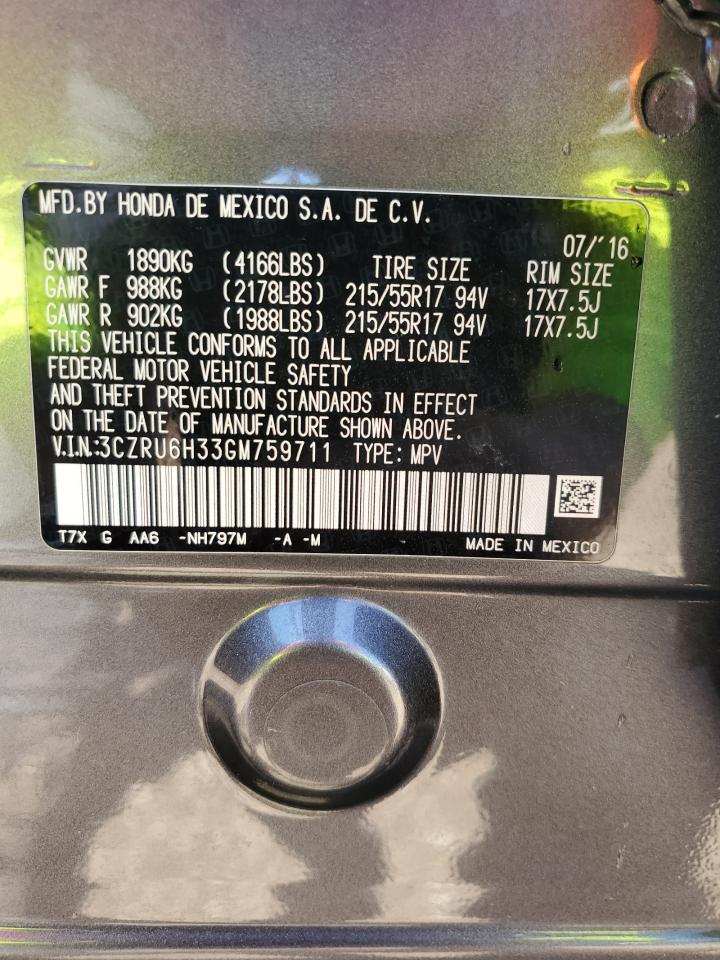 MFD.BY HONDA DE MEXICO S.A. DE C.V.
07/'16
GVWR 1890KG (4166LBS) TIRE SIZE RIM SIZE
GAWR F 988KG (2178LBS) 215/55R17 94V 17X7.5J
GAWR R 902KG (1988LBS) 215/55R17 94V 17X7.5J
THIS VEHICLE CONFORMS TO ALL APPLICABLE
FEDERAL MOTOR VEHICLE SAFETY
AND THEFT PREVENTION STANDARDS IN EFFECT
ON THE DATE OF MANUFACTURE SHOWN ABOVE.
V.I.N:3CZRU6H33GM759711 TYPE: MPV
T7X G AA6 -NH797M -A -M MADE IN MEXICO